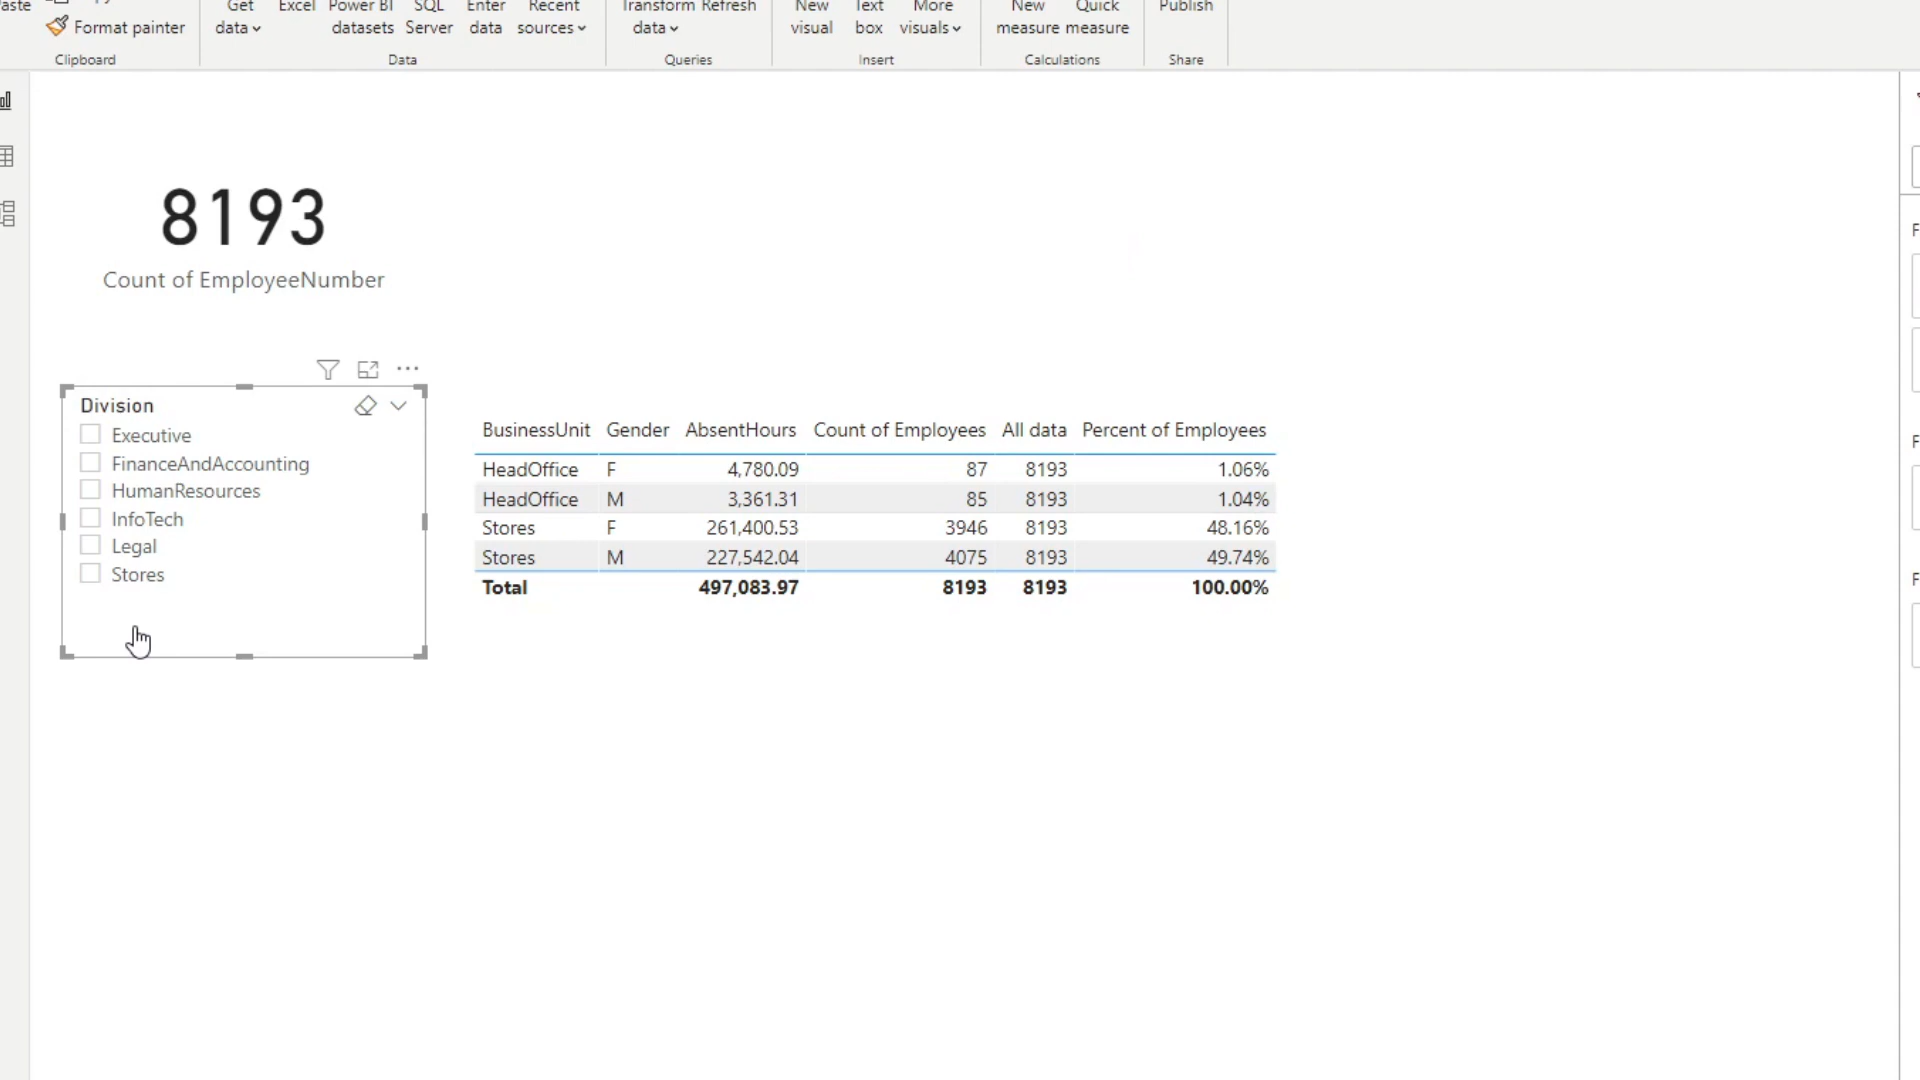 Excel Power BI SQL Enter Recent Transform Refresh New Text More New Quick Publish
Format painter data datasets Server data sources data visual box visuals measure measure
Clipboard Data Queries Insert Calculations Share
8193
Count of EmployeeNumber
Division
Executive
FinanceAndAccounting
HumanResources
InfoTech
Legal
Stores
BusinessUnit Gender AbsentHours Count of Employees All data Percent of Employees
HeadOffice F 4,780.09 87 8193 1.06%
HeadOffice M 3,361.31 85 8193 1.04%
Stores F 261,400.53 3946 8193 48.16%
Stores M 227,542.04 4075 8193 49.74%
Total 497,083.97 8193 8193 100.00%